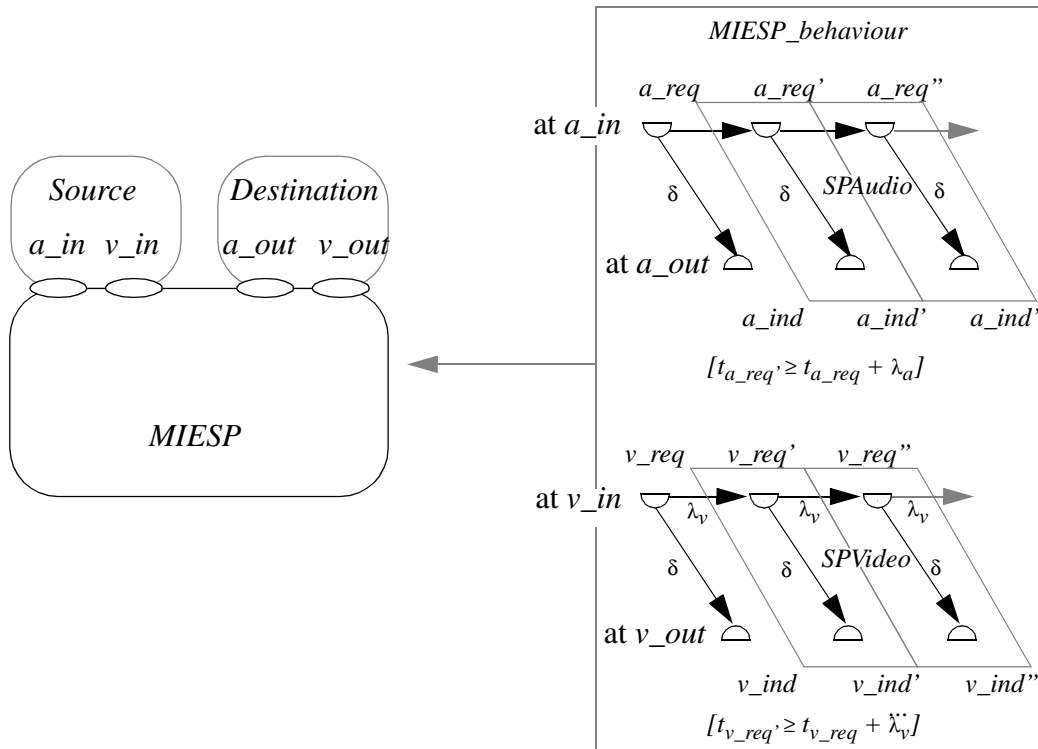 MIESP_behaviour
a_req a_req’ a_req”
at a_in
Source Destination
SPAudio
δ δ δ
a_in v_in a_out v_out
at a_out
a_ind a_ind’ a_ind’
[t_a_req’ ≥ t_a_req + λ_a]
MIESP
v_req v_req’ v_req”
at v_in
λ_v λ_v λ_v
SPVideo
δ δ δ
at v_out
v_ind v_ind’ v_ind”
[t_v_req’ ≥ t_v_req + λ_v]